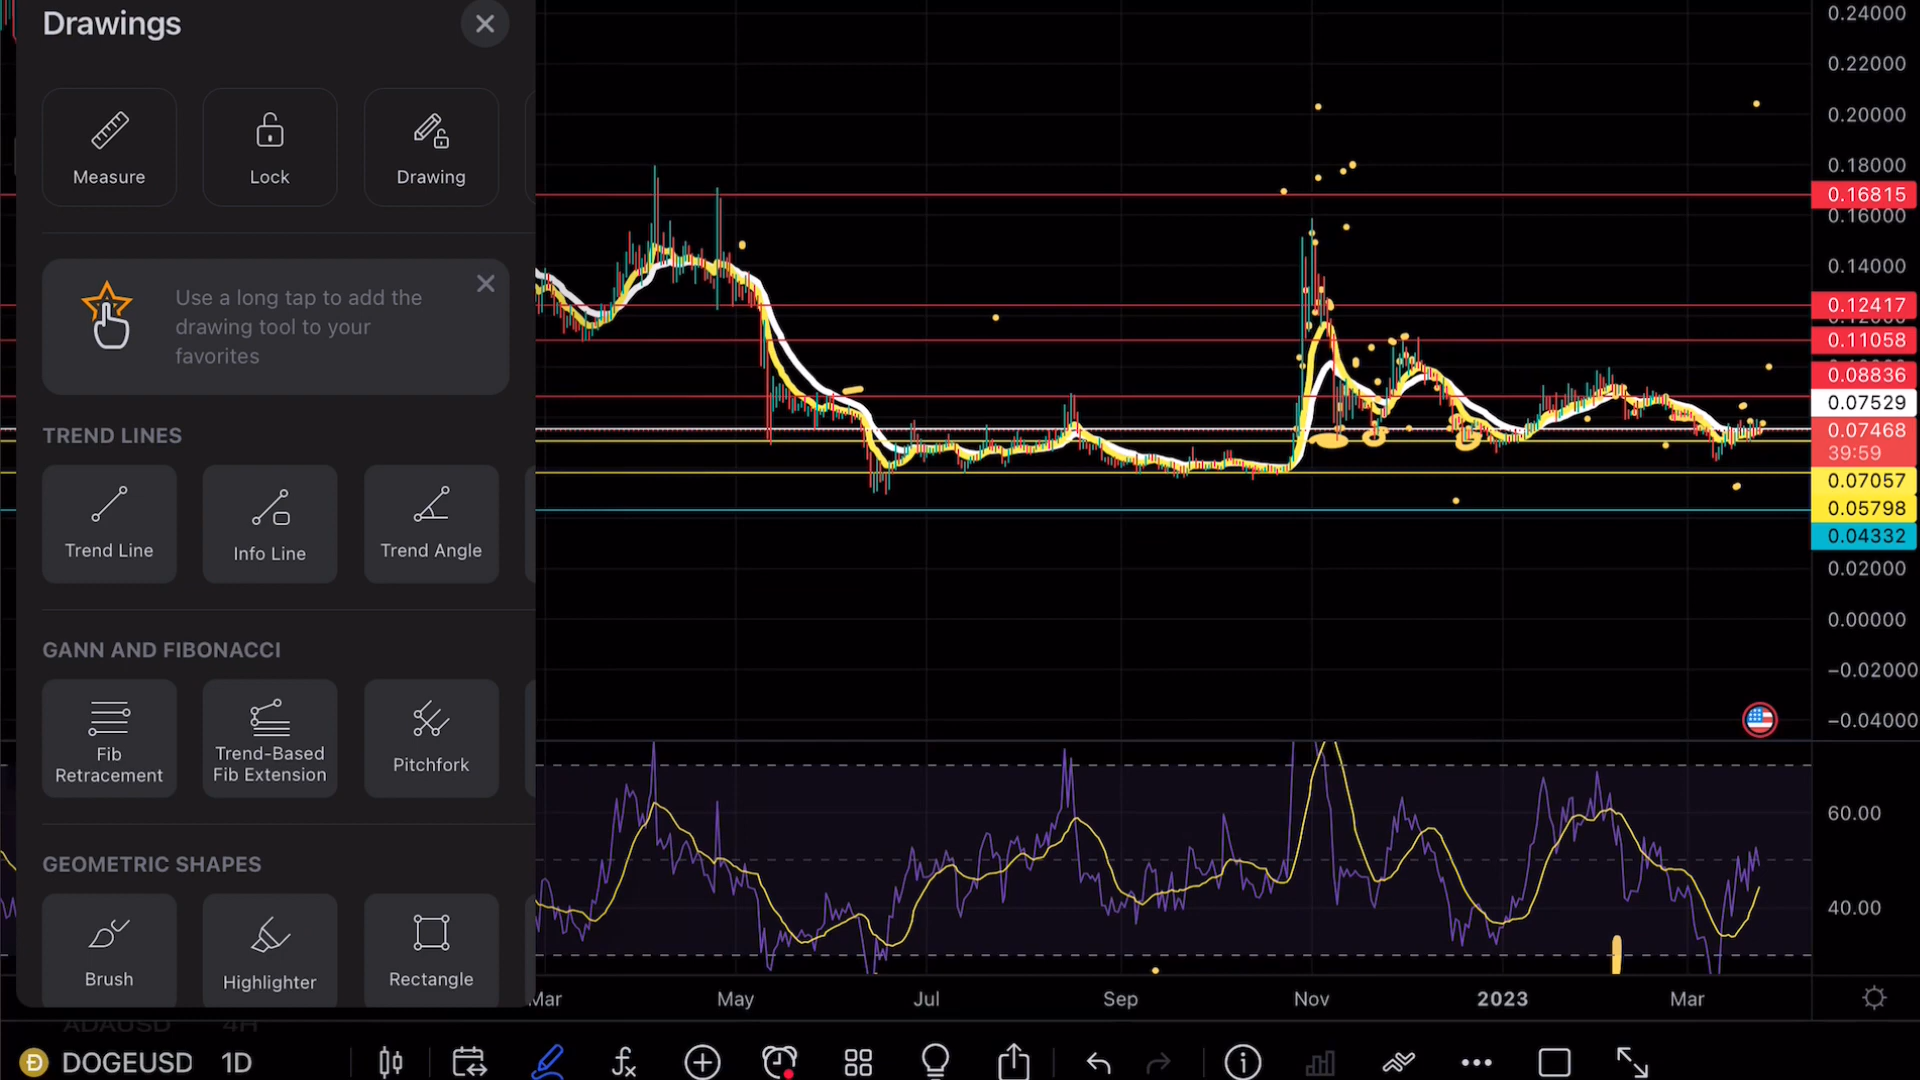 Drawings
Measure
Lock
Drawing
Use a long tap to add the
drawing tool to your
favorites
TREND LINES
Trend Line
Info Line
Trend Angle
GANN AND FIBONACCI
Fib
Retracement
Trend-Based
Fib Extension
Pitchfork
GEOMETRIC SHAPES
Brush
Highlighter
Rectangle
0.24000
0.22000
0.20000
0.18000
0.16815
0.16000
0.14000
0.12417
0.11058
0.08836
0.07529
0.07468
39:59
0.07057
0.05798
0.04332
0.02000
0.00000
−0.02000
−0.04000
60.00
40.00
Mar
May
Jul
Sep
Nov
2023
Mar
ADAUSD 4H
DOGEUSD 1D